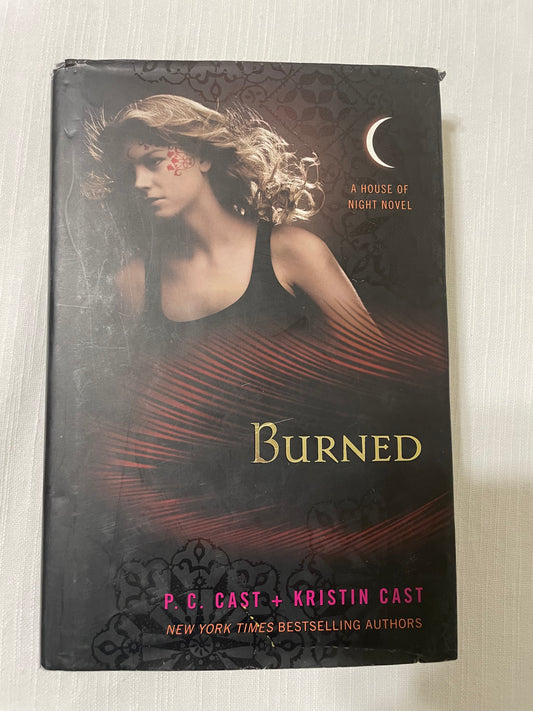 A HOUSE OF
NIGHT NOVEL
BURNED
P. C. CAST + KRISTIN CAST
NEW YORK TIMES BESTSELLING AUTHORS